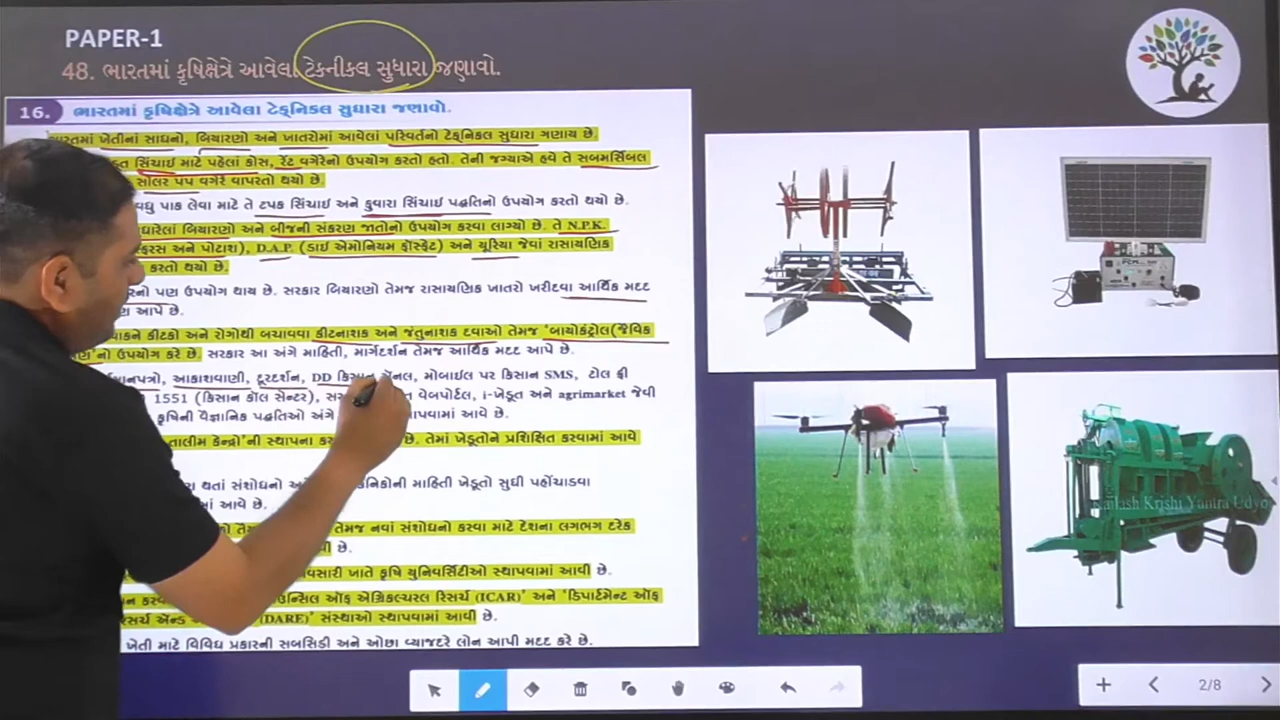 PAPER-1
48. ભારતમાં કૃષિક્ષેત્રે આવેલા ટેકનીકલ સુધારા જણાવો.
16. ભારતમાં કૃષિક્ષેત્રે આવેલા ટેક્નિકલ સુધારા જણાવો.
ખેતીનાં સાધનો, બિયારણો અને ખાતરોમાં આવેલાં પરિવર્તનો ટેક્નિકલ સુધારા ગણાય છે.
સિંચાઈ માટે પહેલાં કોસ, રેંટ વગેરેનો ઉપયોગ કરતો હતો. તેની જગ્યાએ હવે તે સબમર્સિબલ
સોલર પંપ વગેરે વાપરતો થયો છે.
વધુ પાક લેવા માટે તે ટપક સિંચાઈ અને ફુવારા સિંચાઈ પદ્ધતિનો ઉપયોગ કરતો થયો છે.
બિયારણો અને બીજની સંકરણ જાતોનો ઉપયોગ કરવા લાગ્યો છે. તે N.P.K.
અને પોટાશ), D.A.P. (ડાઈ એમોનિયમ ફૉસ્ફેટ) અને યૂરિયા જેવાં રાસાયણિક
કરતો થયો છે.
પણ ઉપયોગ થાય છે. સરકાર બિયારણો તેમજ રાસાયણિક ખાતરો ખરીદવા આર્થિક મદદ
આપે છે.
કીટકો અને રોગોથી બચાવવા કીટનાશક અને જંતુનાશક દવાઓ તેમજ 'બાયોકંટ્રોલ(જૈવિક
ઉપયોગ કરે છે. સરકાર આ અંગે માહિતી, માર્ગદર્શન તેમજ આર્થિક મદદ આપે છે.
આકાશવાણી, દૂરદર્શન, DD કિસાન ચૅનલ, મોબાઈલ પર કિસાન SMS, ટોલ ફ્રી
1551 (કિસાન કૉલ સેન્ટર), વેબપોર્ટલ, i-ખેડૂત અને agrimarket જેવી
કૃષિની વૈજ્ઞાનિક પદ્ધતિઓ અંગે આપવામાં આવે છે.
તાલીમ કેન્દ્રો'ની સ્થાપના છે. તેમાં ખેડૂતોને પ્રશિક્ષિત કરવામાં આવે
થતાં સંશોધનો માહિતી ખેડૂતો સુધી પહોંચાડવા
આવે છે.
તેમજ નવાં સંશોધનો કરવા માટે દેશના લગભગ દરેક
છે.
ખાતે કૃષિ યુનિવર્સિટીઓ સ્થાપવામાં આવી છે.
ઑફ ઍગ્રિકલ્ચરલ રિસર્ચ (ICAR)' અને 'ડિપાર્ટમેન્ટ ઑફ
ઍન્ડ (DARE)' સંસ્થાઓ સ્થાપવામાં આવી છે.
ખેતી માટે વિવિધ પ્રકારની સબસિડી અને ઓછા વ્યાજદરે લોન આપી મદદ કરે છે.
Kailash Krishi Yantra Udyo
2/8